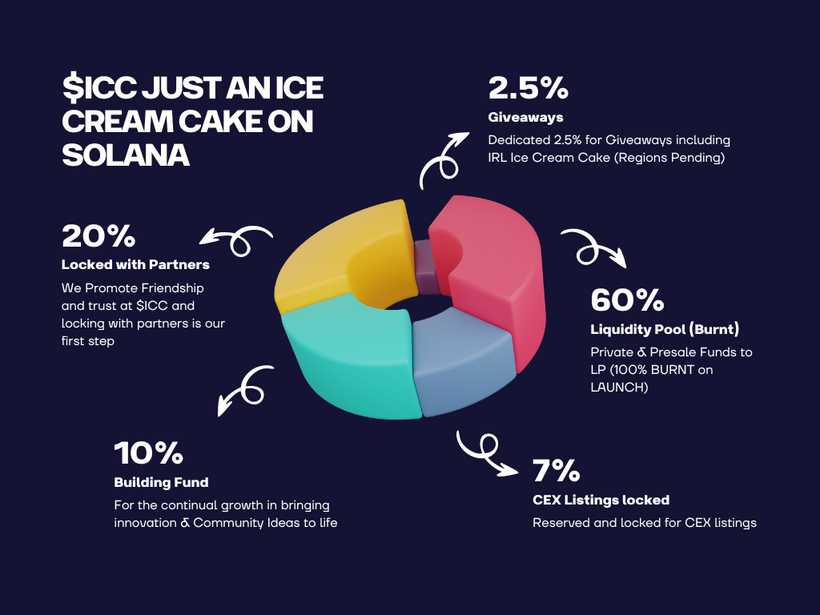 $ICC JUST AN ICE
CREAM CAKE ON
SOLANA
2.5%
Giveaways
Dedicated 2.5% for Giveaways including
IRL Ice Cream Cake (Regions Pending)
20%
Locked with Partners
We Promote Friendship
and trust at $ICC and
locking with partners is our
first step
60%
Liquidity Pool (Burnt)
Private & Presale Funds to
LP (100% BURNT on
LAUNCH)
10%
Building Fund
For the continual growth in bringing
innovation & Community Ideas to life
7%
CEX Listings locked
Reserved and locked for CEX listings